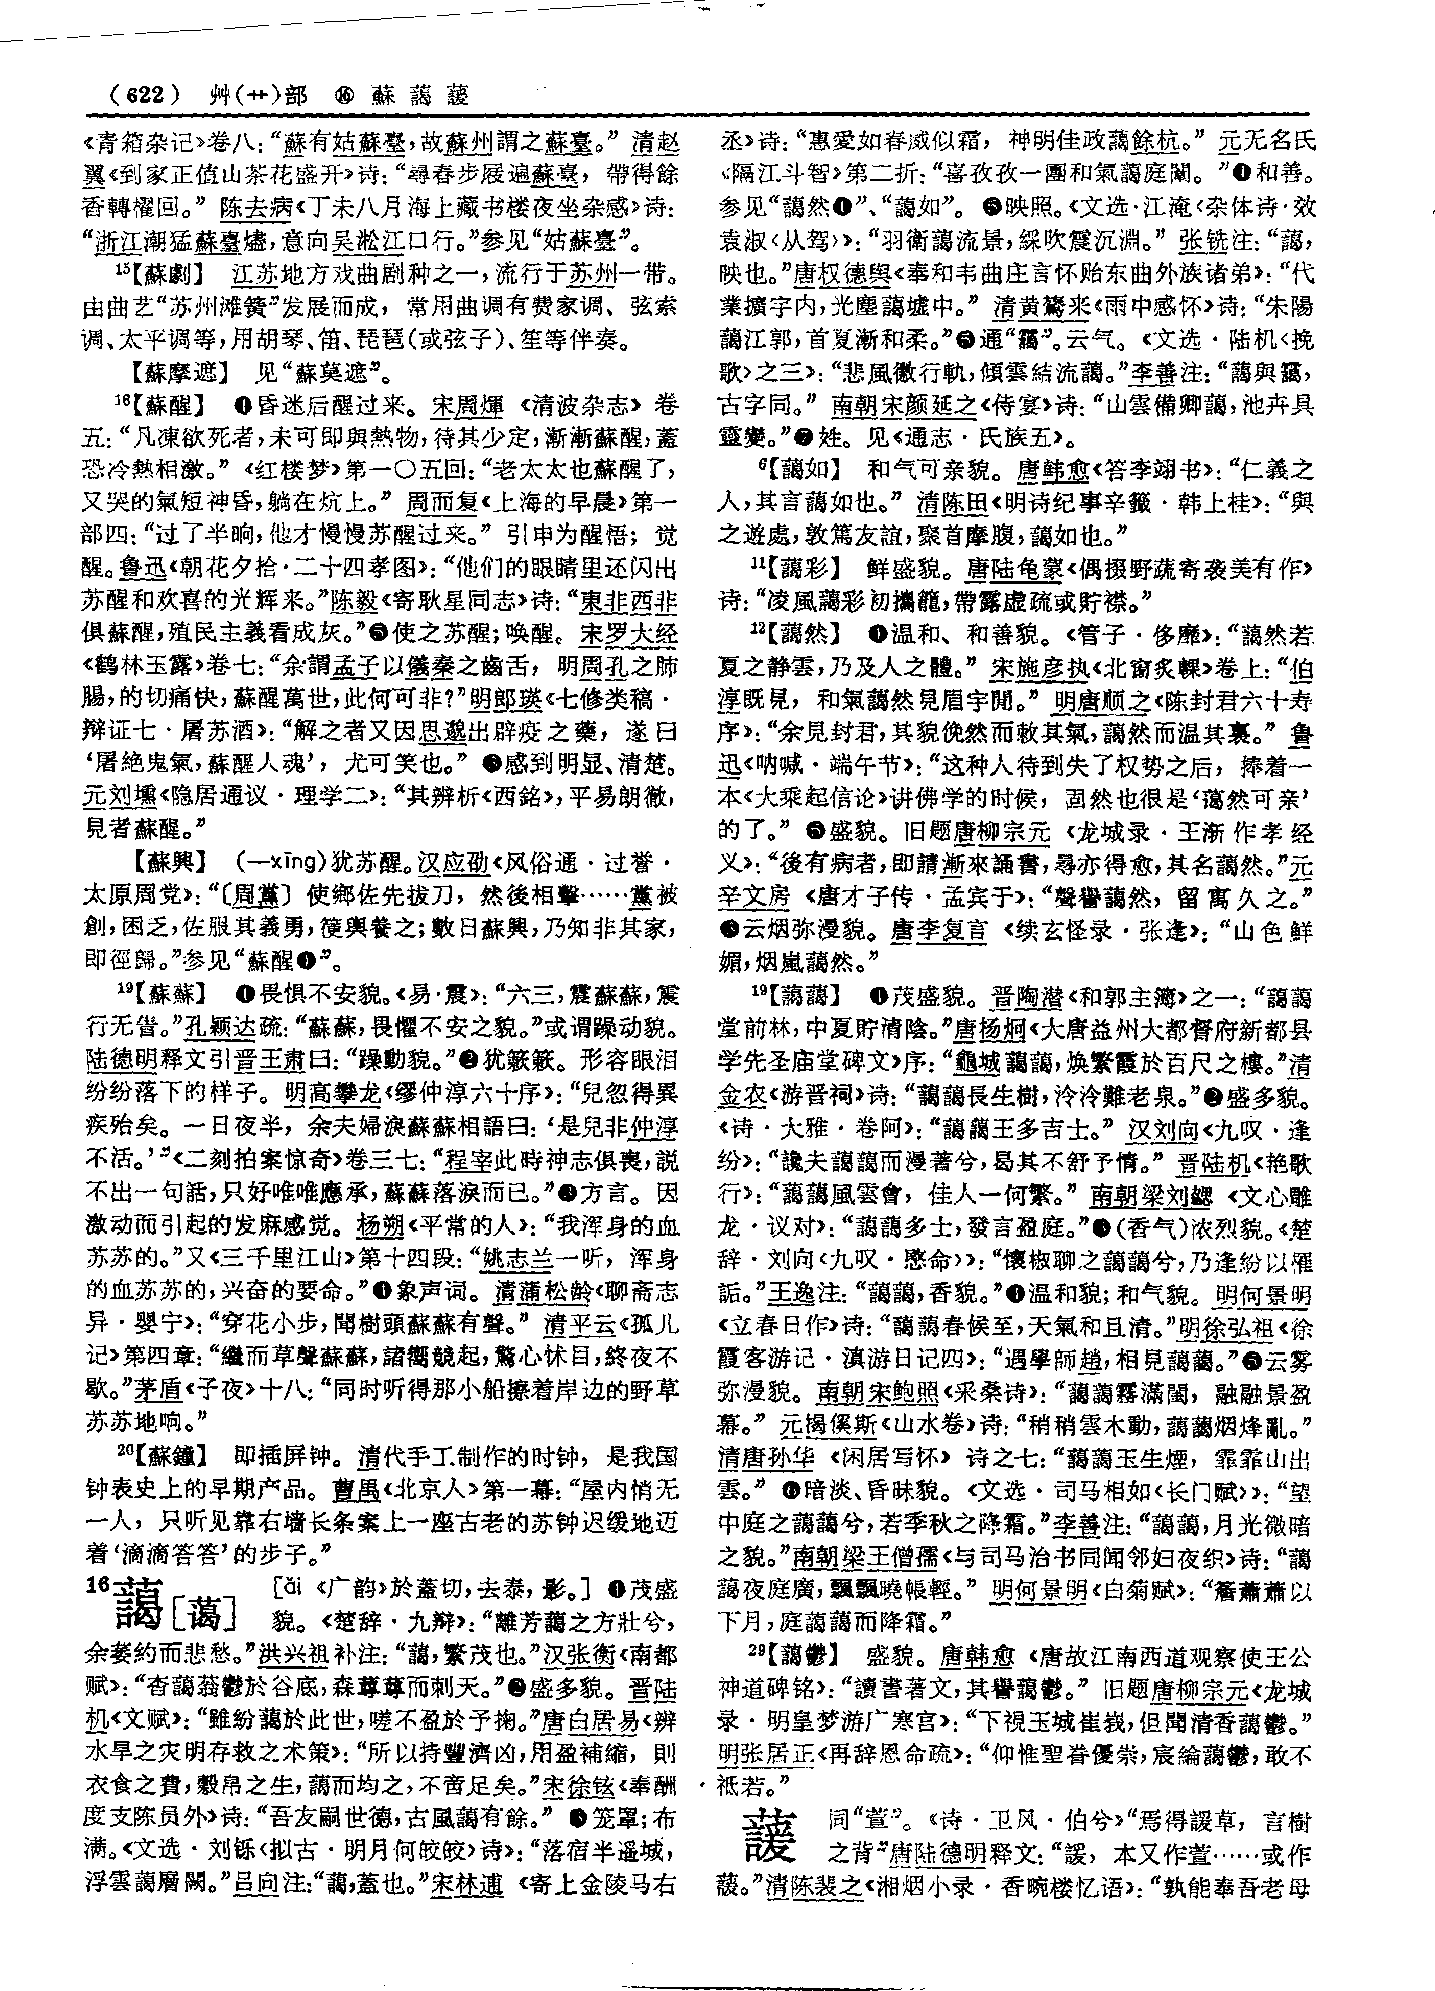 （622） 艸(艹)部 ⑯ 蘇藹蘐
《青箱杂记》卷八：“蘇有姑蘇臺，故蘇州謂之蘇臺。” 清赵
翼《到家正值山茶花盛开》诗：“尋春步屧遍蘇臺，帶得餘
香轉櫂回。” 陈去病《丁未八月海上藏书楼夜坐杂感》诗：
“浙江潮猛蘇臺燼，意向吴淞江口行。”参见“姑蘇臺”。
15【蘇劇】 江苏地方戏曲剧种之一，流行于苏州一带。
由曲艺“苏州滩簧”发展而成，常用曲调有费家调、弦索
调、太平调等，用胡琴、笛、琵琶(或弦子)、笙等伴奏。
【蘇摩遮】 见“蘇莫遮”。
16【蘇醒】 ❶昏迷后醒过来。宋周煇《清波杂志》卷
五：“凡凍欲死者，未可即與熱物，待其少定，漸漸蘇醒，蓋
恐冷熱相激。”《红楼梦》第一〇五回：“老太太也蘇醒了，
又哭的氣短神昏，躺在炕上。” 周而复《上海的早晨》第一
部四：“过了半晌，他才慢慢苏醒过来。” 引申为醒悟；觉
醒。鲁迅《朝花夕拾·二十四孝图》：“他们的眼睛里还闪出
苏醒和欢喜的光辉来。”陈毅《寄耿星同志》诗：“東非西非
俱蘇醒，殖民主義看成灰。”❷使之苏醒；唤醒。宋罗大经
《鹤林玉露》卷七：“余謂孟子以儀秦之齒舌，明周孔之肺
腸，的切痛快，蘇醒萬世，此何可非？”明郎瑛《七修类稿·
辩证七·屠苏酒》：“解之者又因思邈出辟疫之藥，遂曰
‘屠絶鬼氣，蘇醒人魂’，尤可笑也。” ❸感到明显、清楚。
元刘壎《隐居通议·理学二》：“其辨析《西銘》，平易朗徹，
見者蘇醒。”
【蘇興】 (—xīng)犹苏醒。汉应劭《风俗通·过誉·
太原周党》：“〔周黨〕使鄉佐先拔刀，然後相擊……黨被
創，困乏，佐服其義勇，箯輿養之；數日蘇興，乃知非其家，
即徑歸。”参见“蘇醒❶”。
19【蘇蘇】 ❶畏惧不安貌。《易·震》：“六三，震蘇蘇，震
行无眚。”孔颖达疏：“蘇蘇，畏懼不安之貌。”或谓躁动貌。
陆德明释文引晋王肃曰：“躁動貌。”❷犹簌簌。形容眼泪
纷纷落下的样子。明高攀龙《缪仲淳六十序》：“兒忽得異
疾殆矣。一日夜半，余夫婦淚蘇蘇相語曰：‘是兒非仲淳
不活。’”《二刻拍案惊奇》卷三七：“程宰此時神志俱喪，説
不出一句話，只好唯唯應承，蘇蘇落淚而已。”❸方言。因
激动而引起的发麻感觉。杨朔《平常的人》：“我浑身的血
苏苏的。”又《三千里江山》第十四段：“姚志兰一听，浑身
的血苏苏的，兴奋的要命。”❹象声词。清蒲松龄《聊斋志
异·婴宁》：“穿花小步，聞樹頭蘇蘇有聲。” 清平云《孤儿
记》第四章：“繼而草聲蘇蘇，諸嚮競起，驚心怵目，終夜不
歇。”茅盾《子夜》十八：“同时听得那小船擦着岸边的野草
苏苏地响。”
20【蘇鐘】 即插屏钟。清代手工制作的时钟，是我国
钟表史上的早期产品。曹禺《北京人》第一幕：“屋内悄无
一人，只听见靠右墙长条案上一座古老的苏钟迟缓地迈
着‘滴滴答答’的步子。”
16藹[蔼] [ǎi 《广韵》於蓋切，去泰，影。] ❶茂盛
貌。《楚辞·九辩》：“離芳藹之方壯兮，
余萎約而悲愁。”洪兴祖补注：“藹，繁茂也。”汉张衡《南都
赋》：“杳藹蓊鬱於谷底，森䔿䔿而刺天。”❷盛多貌。晋陆
机《文赋》：“雖紛藹於此世，嗟不盈於予掬。”唐白居易《辨
水旱之灾明存救之术策》：“所以持豐濟凶，用盈補縮，則
衣食之費，穀帛之生，藹而均之，不啻足矣。”宋徐铉《奉酬
度支陈员外》诗：“吾友嗣世德，古風藹有餘。” ❸笼罩；布
满。《文选·刘铄〈拟古·明月何皎皎〉诗》：“落宿半遥城，
浮雲藹層闕。”吕向注：“藹，蓋也。”宋林逋《寄上金陵马右
丞》诗：“惠愛如春威似霜，神明佳政藹餘杭。” 元无名氏
《隔江斗智》第二折：“喜孜孜一團和氣藹庭闈。”❹和善。
参见“藹然❶”、“藹如”。❺映照。《文选·江淹〈杂体诗·效
袁淑〈从驾〉〉》：“羽衛藹流景，綵吹震沉淵。” 张铣注：“藹，
映也。”唐权德舆《奉和韦曲庄言怀贻东曲外族诸弟》：“代
業擴宇内，光塵藹墟中。” 清黄鷟来《雨中感怀》诗：“朱陽
藹江郭，首夏漸和柔。”❻通“靄”。云气。《文选·陆机〈挽
歌〉之三》：“悲風徽行軌，傾雲結流藹。”李善注：“藹與靄，
古字同。” 南朝宋颜延之《侍宴》诗：“山雲備卿藹，池卉具
靈變。”❼姓。见《通志·氏族五》。
6【藹如】 和气可亲貌。唐韩愈《答李翊书》：“仁義之
人，其言藹如也。” 清陈田《明诗纪事辛籤·韩上桂》：“與
之遊處，敦篤友誼，聚首摩腹，藹如也。”
11【藹彩】 鲜盛貌。唐陆龟蒙《偶掇野蔬寄袭美有作》
诗：“凌風藹彩初攜籠，帶露虚疏或貯襟。”
12【藹然】 ❶温和、和善貌。《管子·侈靡》：“藹然若
夏之静雲，乃及人之體。” 宋施彦执《北窗炙輠》卷上：“伯
淳既見，和氣藹然見眉宇間。” 明唐顺之《陈封君六十寿
序》：“余見封君，其貌俛然而敕其氣，藹然而温其裏。” 鲁
迅《呐喊·端午节》：“这种人待到失了权势之后，捧着一
本《大乘起信论》讲佛学的时候，固然也很是‘蔼然可亲’
的了。” ❷盛貌。旧题唐柳宗元《龙城录·王渐作孝经
义》：“後有病者，即請漸來誦書，尋亦得愈，其名藹然。”元
辛文房《唐才子传·孟宾于》：“聲譽藹然，留寓久之。”
❸云烟弥漫貌。唐李复言《续玄怪录·张逢》：“山色鮮
媚，烟嵐藹然。”
19【藹藹】 ❶茂盛貌。晋陶潜《和郭主簿》之一：“藹藹
堂前林，中夏貯清陰。”唐杨炯《大唐益州大都督府新都县
学先圣庙堂碑文》序：“龜城藹藹，焕繁霞於百尺之樓。”清
金农《游晋祠》诗：“藹藹長生樹，泠泠難老泉。”❷盛多貌。
《诗·大雅·卷阿》：“藹藹王多吉士。” 汉刘向《九叹·逢
纷》：“讒夫藹藹而漫著兮，曷其不舒予情。” 晋陆机《艳歌
行》：“藹藹風雲會，佳人一何繁。” 南朝梁刘勰《文心雕
龙·议对》：“藹藹多士，發言盈庭。”❸(香气)浓烈貌。《楚
辞·刘向〈九叹·愍命〉》：“懷椒聊之藹藹兮，乃逢紛以罹
詬。”王逸注：“藹藹，香貌。”❹温和貌；和气貌。明何景明
《立春日作》诗：“藹藹春候至，天氣和且清。”明徐弘祖《徐
霞客游记·滇游日记四》：“遇學師趙，相見藹藹。”❺云雾
弥漫貌。南朝宋鲍照《采桑诗》：“藹藹霧滿閨，融融景盈
幕。” 元揭傒斯《山水卷》诗：“稍稍雲木動，藹藹烟烽亂。”
清唐孙华《闲居写怀》诗之七：“藹藹玉生煙，霏霏山出
雲。” ❻暗淡、昏昧貌。《文选·司马相如〈长门赋〉》：“望
中庭之藹藹兮，若季秋之降霜。”李善注：“藹藹，月光微暗
之貌。”南朝梁王僧孺《与司马治书同闻邻妇夜织》诗：“藹
藹夜庭廣，飄飄曉帳輕。” 明何景明《白菊赋》：“簷蕭蕭以
下月，庭藹藹而降霜。”
29【藹鬱】 盛貌。唐韩愈《唐故江南西道观察使王公
神道碑铭》：“讀書著文，其譽藹鬱。” 旧题唐柳宗元《龙城
录·明皇梦游广寒宫》：“下視玉城崔峩，但聞清香藹鬱。”
明张居正《再辞恩命疏》：“仰惟聖眷優崇，宸綸藹鬱，敢不
祗若。”
蘐 同“萱”。《诗·卫风·伯兮》“焉得諼草，言樹
之背”唐陆德明释文：“諼，本又作萱……或作
蘐。”清陈裴之《湘烟小录·香畹楼忆语》：“孰能奉吾老母